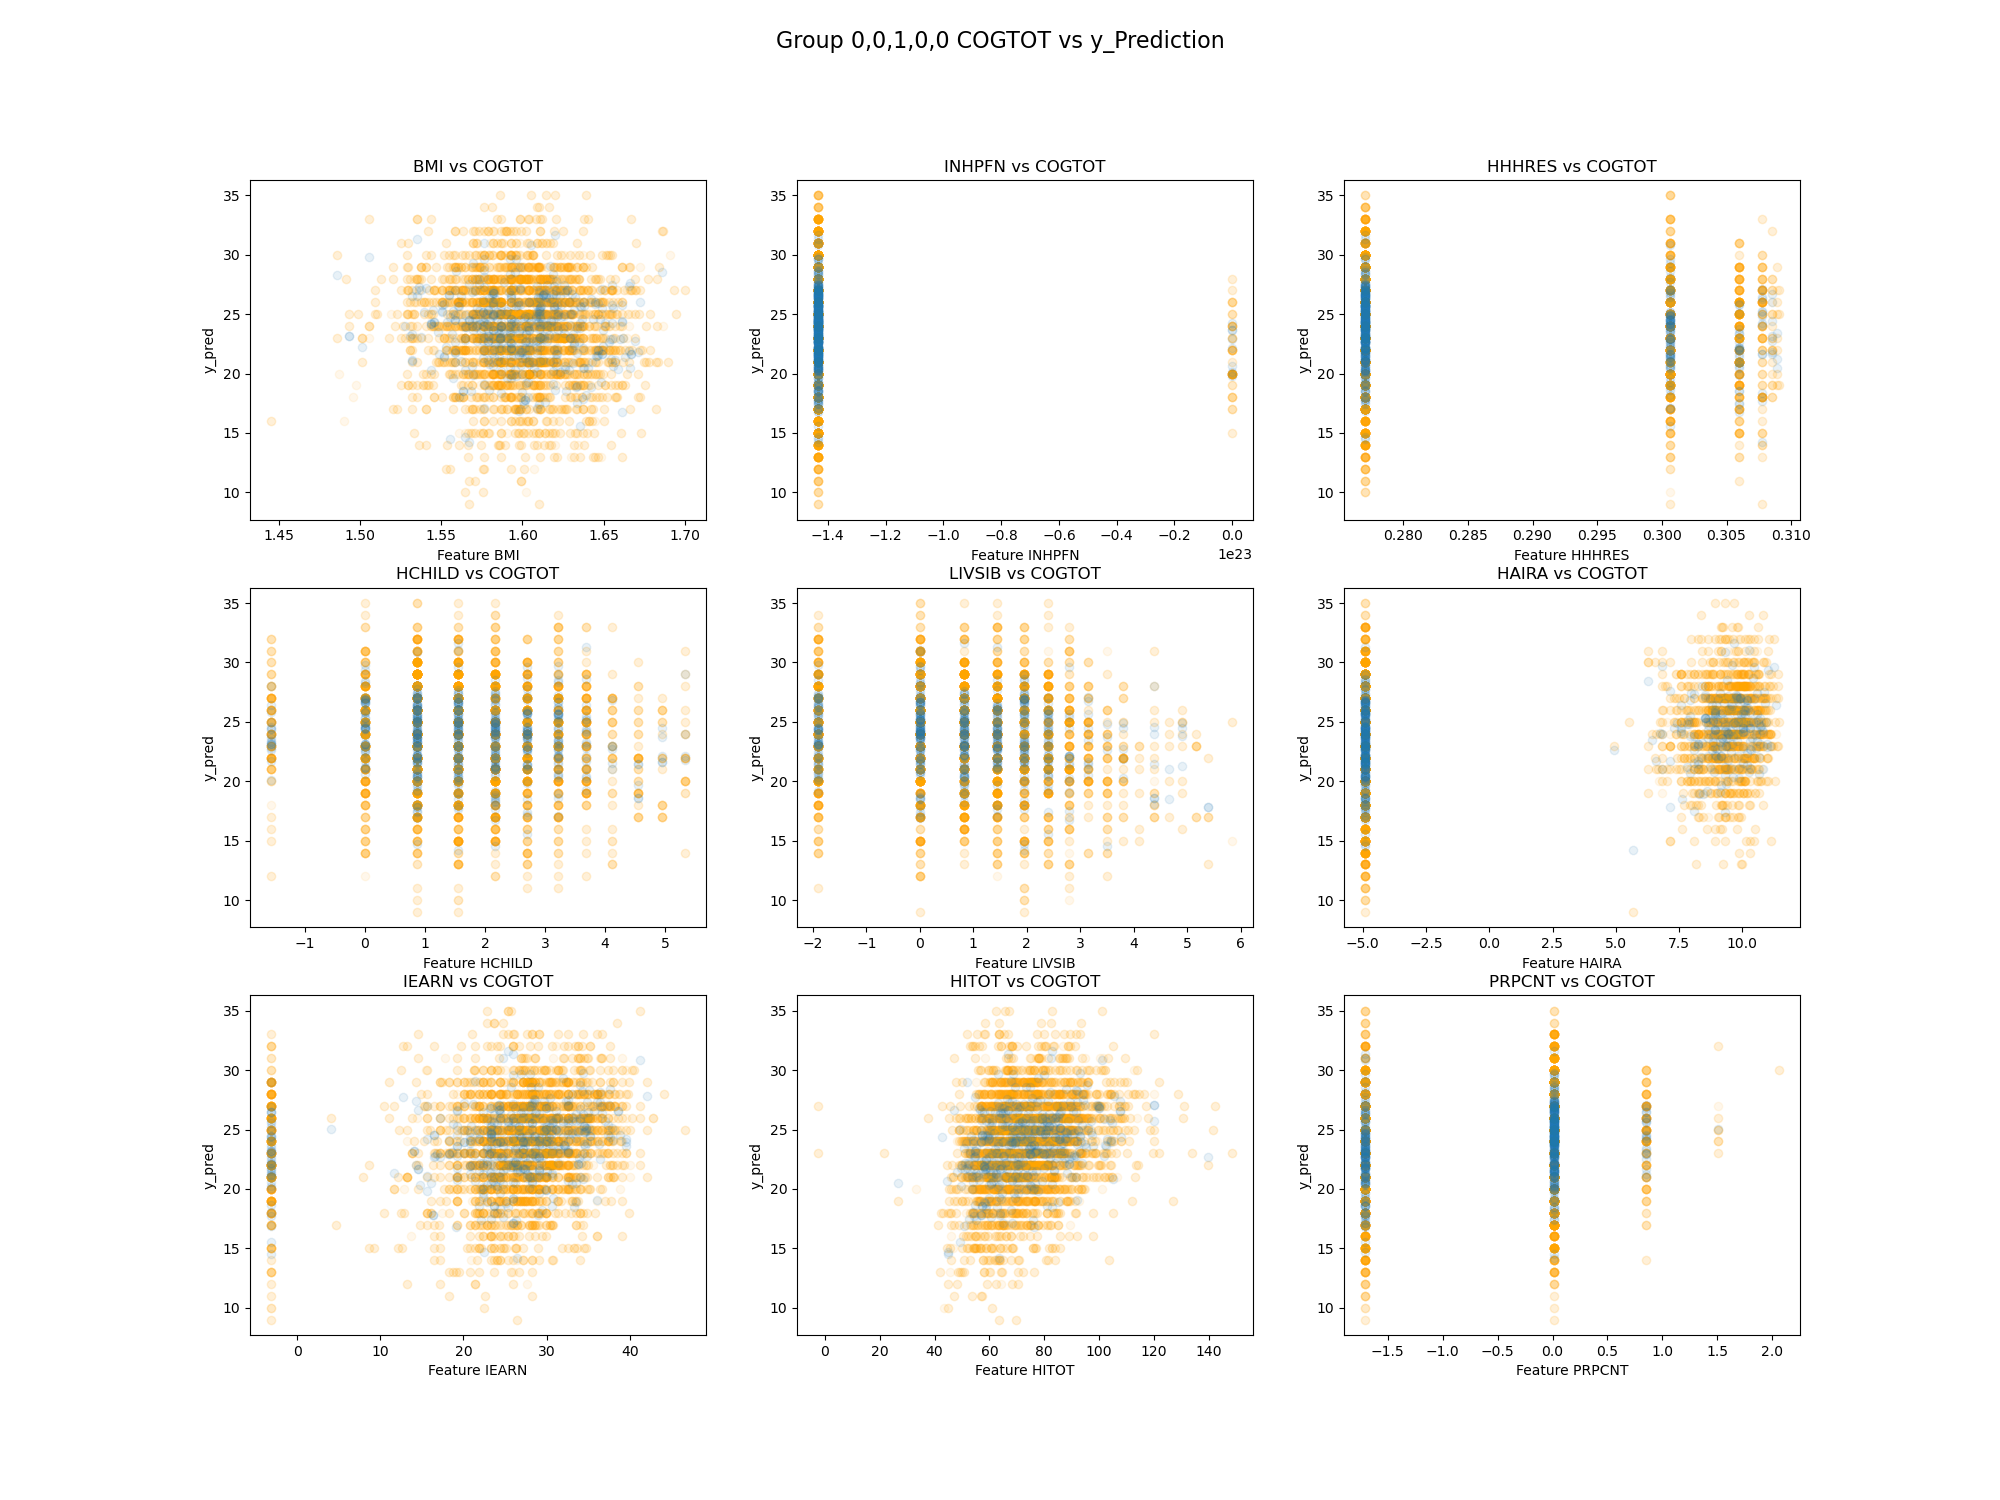 Group 0,0,1,0,0 COGTOT vs y_Prediction
BMI vs COGTOT
35
30
25
20
15
10
y_pred
1.45 1.50 1.55 1.60 1.65 1.70
Feature BMI
INHPFN vs COGTOT
35
30
25
20
15
10
y_pred
−1.4 −1.2 −1.0 −0.8 −0.6 −0.4 −0.2 0.0
1e23
Feature INHPFN
HHHRES vs COGTOT
35
30
25
20
15
10
y_pred
0.280 0.285 0.290 0.295 0.300 0.305 0.310
Feature HHHRES
HCHILD vs COGTOT
35
30
25
20
15
10
y_pred
−1 0 1 2 3 4 5
Feature HCHILD
LIVSIB vs COGTOT
35
30
25
20
15
10
y_pred
−2 −1 0 1 2 3 4 5 6
Feature LIVSIB
HAIRA vs COGTOT
35
30
25
20
15
10
y_pred
−5.0 −2.5 0.0 2.5 5.0 7.5 10.0
Feature HAIRA
IEARN vs COGTOT
35
30
25
20
15
10
y_pred
0 10 20 30 40
Feature IEARN
HITOT vs COGTOT
35
30
25
20
15
10
y_pred
0 20 40 60 80 100 120 140
Feature HITOT
PRPCNT vs COGTOT
35
30
25
20
15
10
y_pred
−1.5 −1.0 −0.5 0.0 0.5 1.0 1.5 2.0
Feature PRPCNT